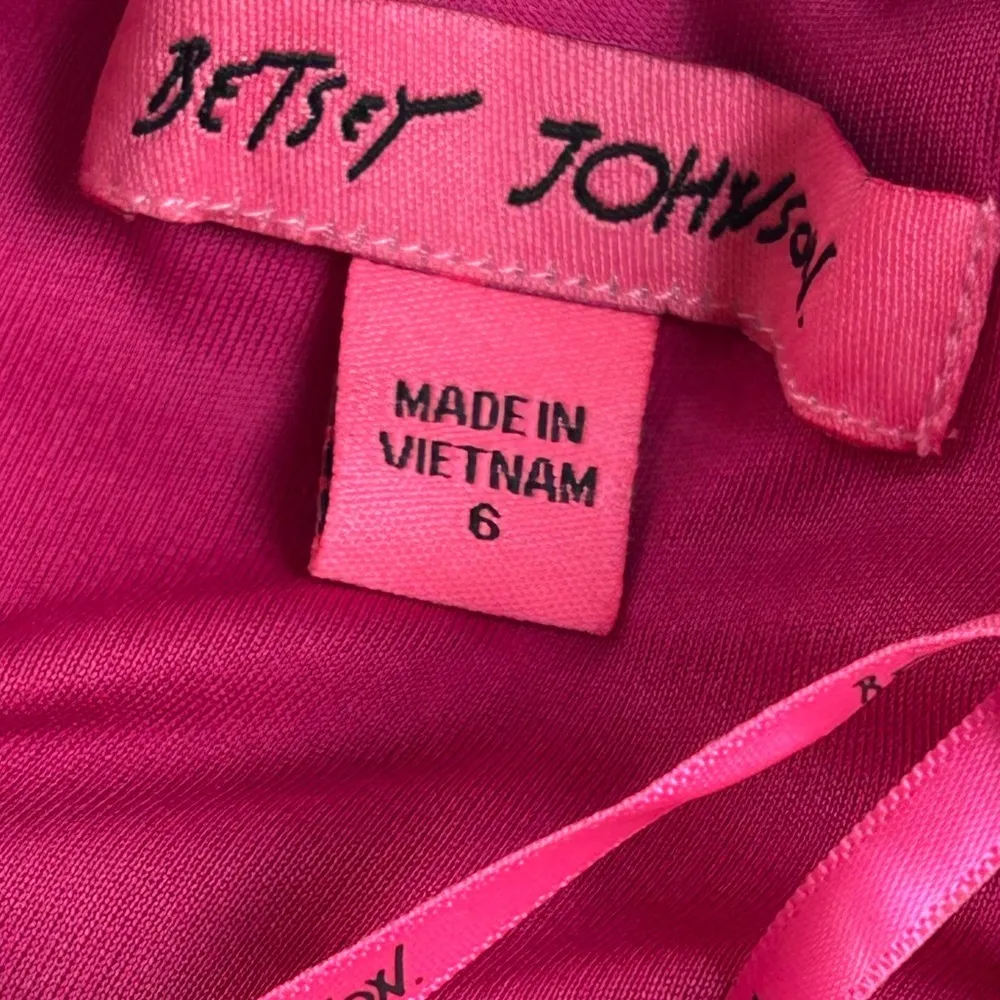 BETSEY JOHNSON.
MADE IN
VIETNAM
6